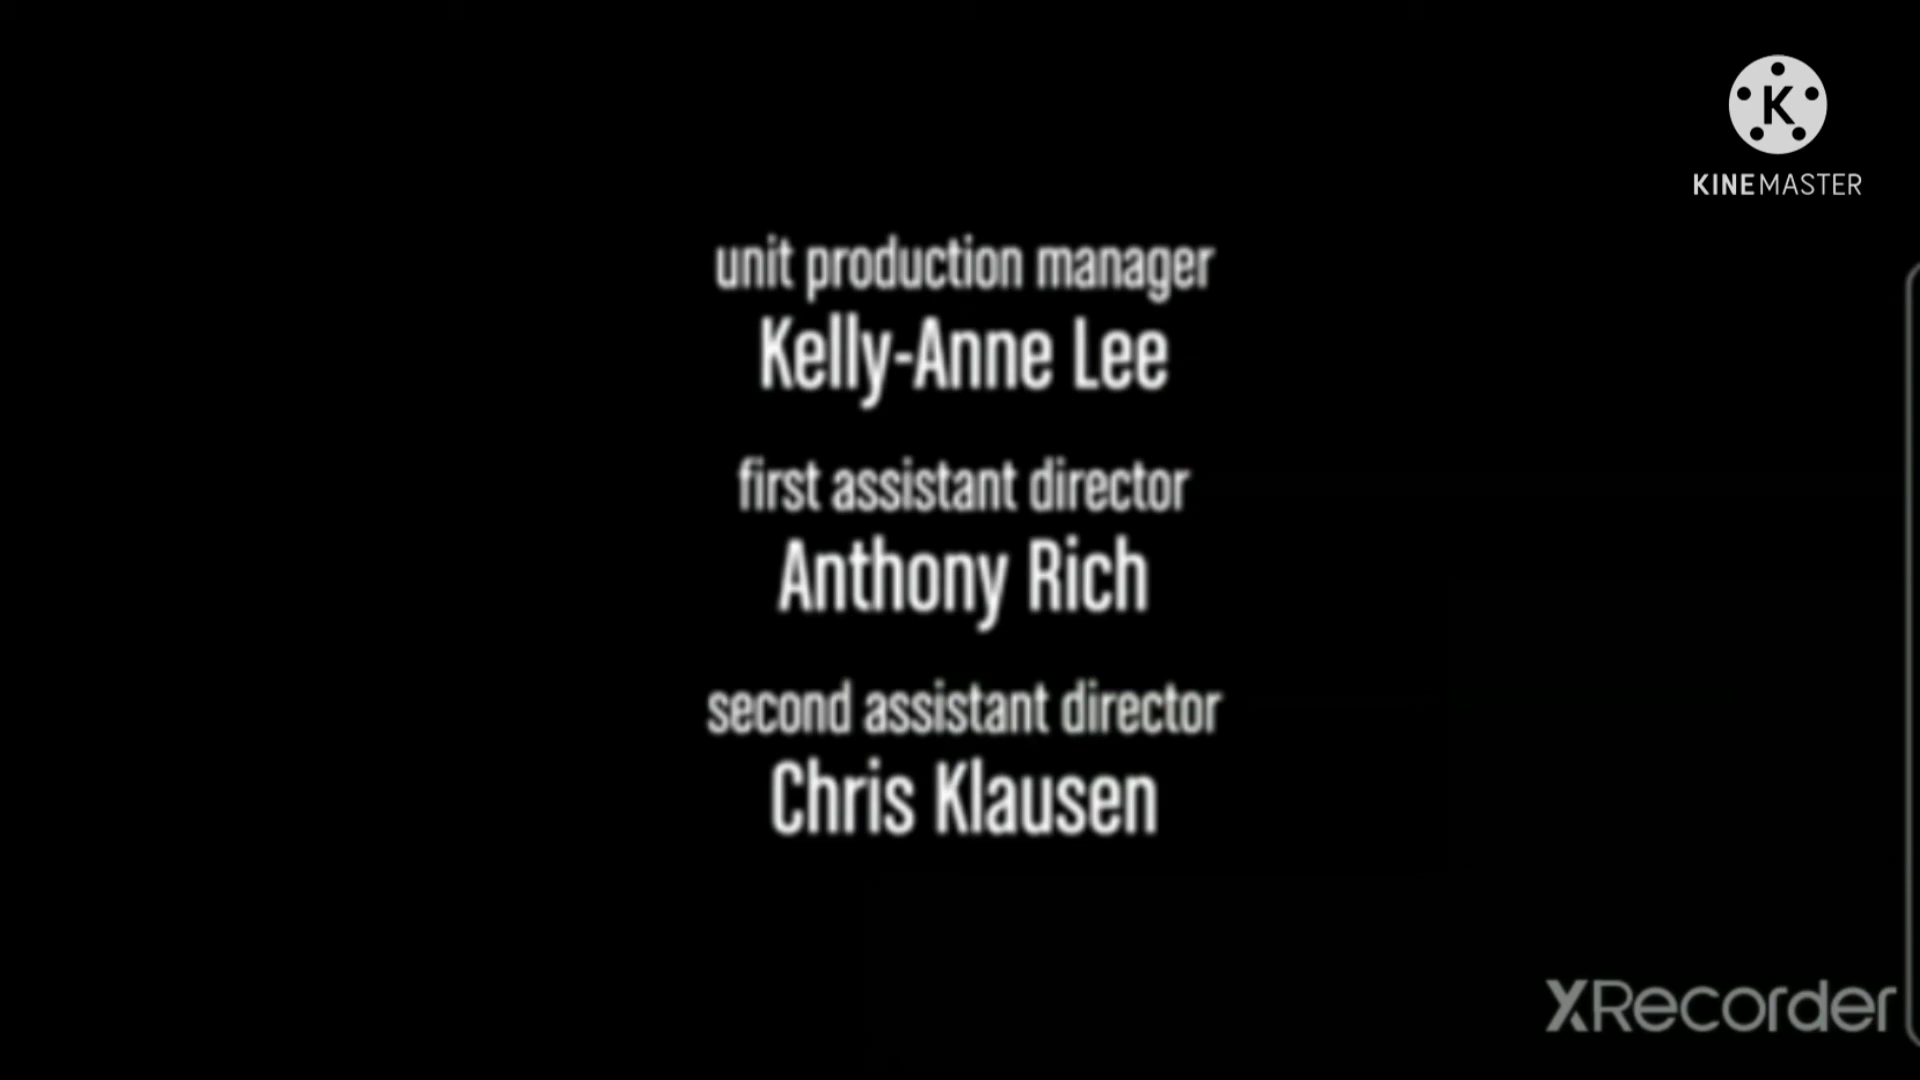 K
KINEMASTER
unit production manager
Kelly-Anne Lee
first assistant director
Anthony Rich
second assistant director
Chris Klausen
XRecorder